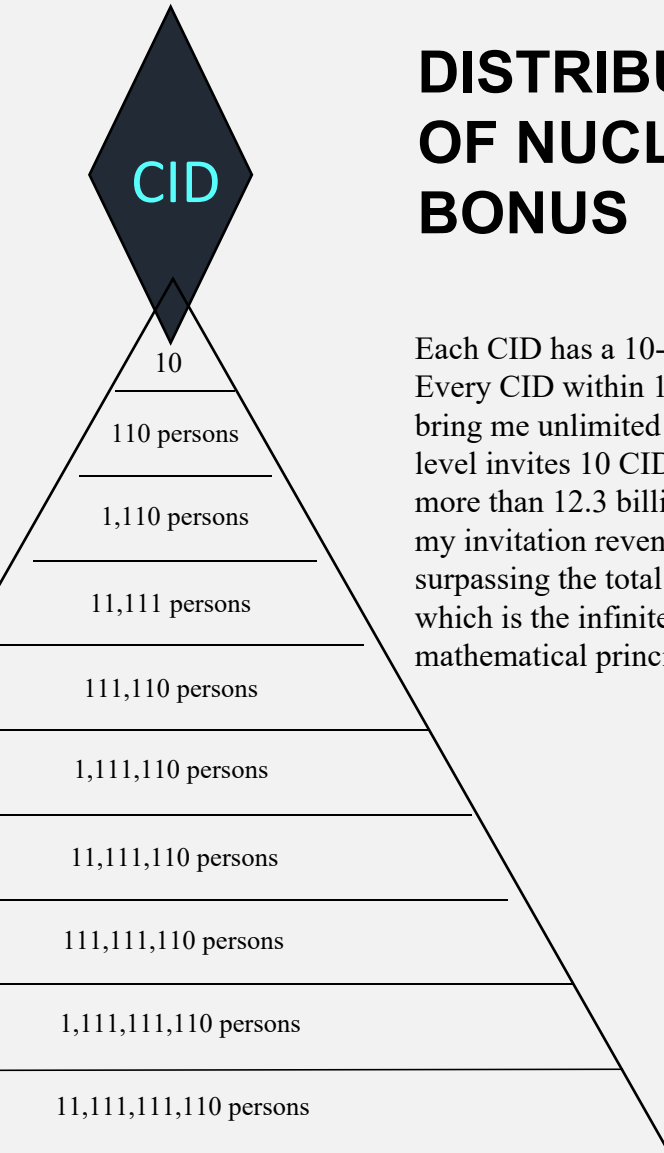 CID
DISTRIBU
OF NUCL
BONUS
Each CID has a 10-
Every CID within 1
bring me unlimited
level invites 10 CID
more than 12.3 billi
my invitation reven
surpassing the total
which is the infinite
mathematical princi
10
110 persons
1,110 persons
11,111 persons
111,110 persons
1,111,110 persons
11,111,110 persons
111,111,110 persons
1,111,111,110 persons
11,111,111,110 persons